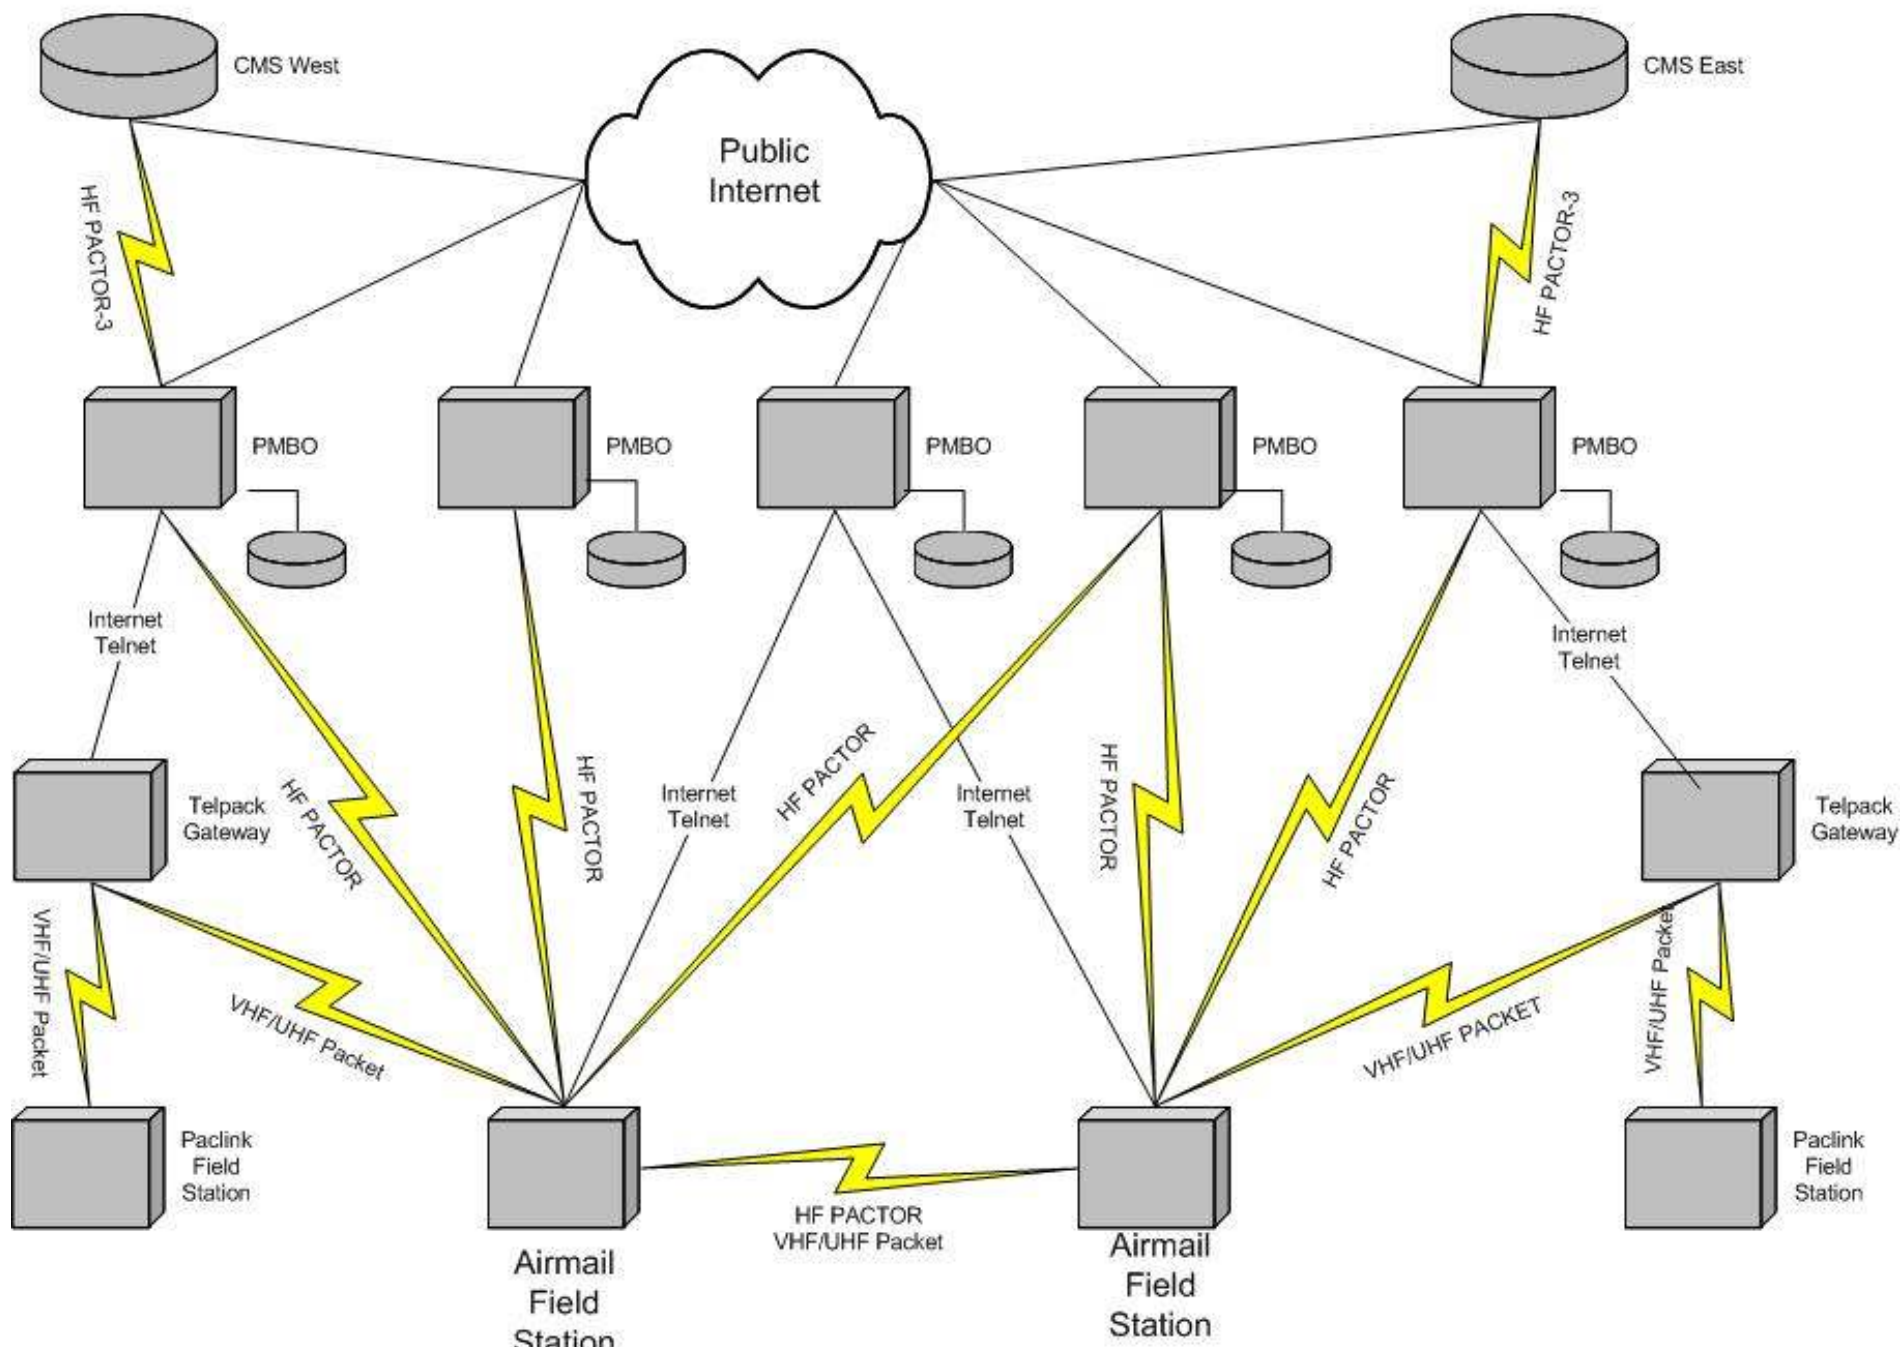 CMS West
CMS East
Public
Internet
HF PACTOR-3
HF PACTOR-3
PMBO
PMBO
PMBO
PMBO
PMBO
Internet
Telnet
Internet
Telnet
Telpack
Gateway
HF PACTOR
HF PACTOR
Internet
Telnet
HF PACTOR
Internet
Telnet
HF PACTOR
HF PACTOR
Telpack
Gateway
VHF/UHF Packet
VHF/UHF Packet
VHF/UHF PACKET
VHF/UHF Packet
Paclink
Field
Station
HF PACTOR
VHF/UHF Packet
Paclink
Field
Station
Airmail
Field
Station
Airmail
Field
Station